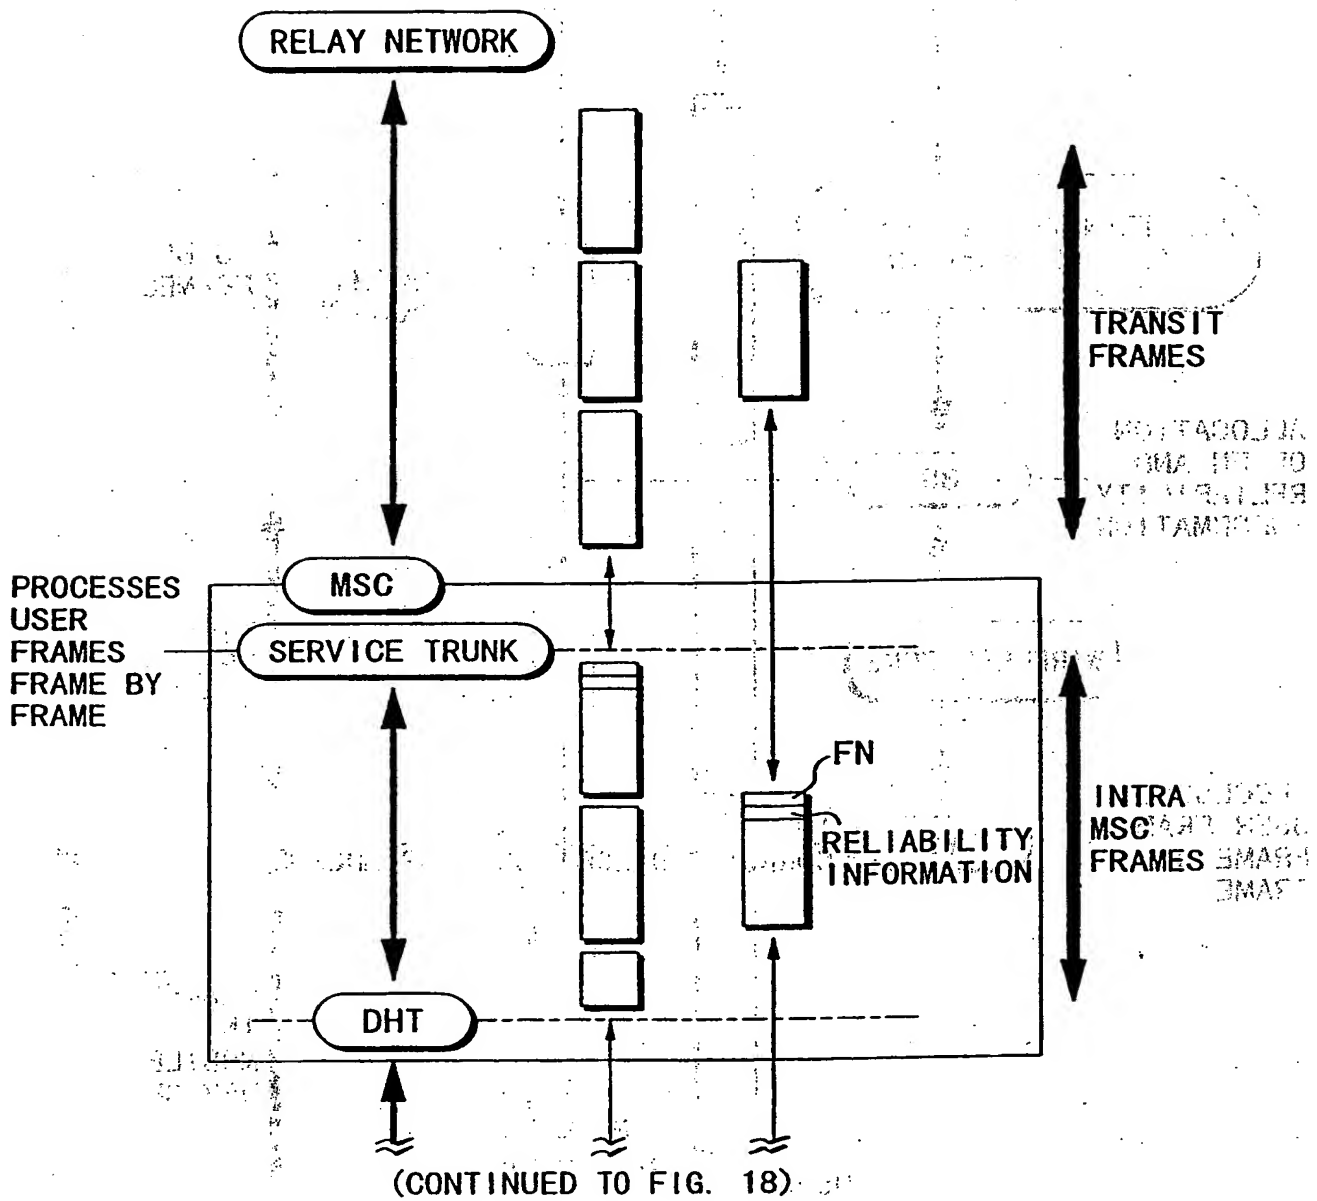 RELAY NETWORK
TRANSIT
FRAMES
MSC
PROCESSES
USER
FRAMES
FRAME BY
FRAME
SERVICE TRUNK
FN
RELIABILITY
INFORMATION
INTRA
MSC
FRAMES
DHT
(CONTINUED TO FIG. 18)